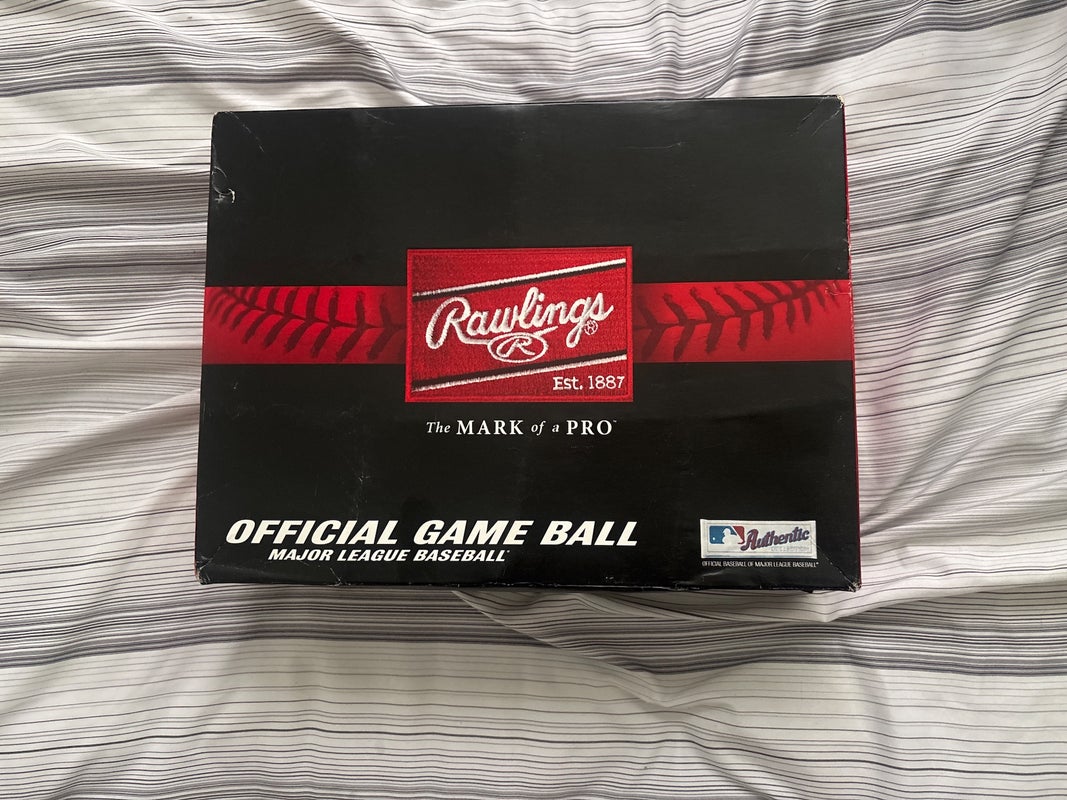 Rawlings®
R
Est. 1887
The MARK of a PRO™
OFFICIAL GAME BALL
MAJOR LEAGUE BASEBALL®
Authentic
OFFICIAL BASEBALL OF MAJOR LEAGUE BASEBALL®